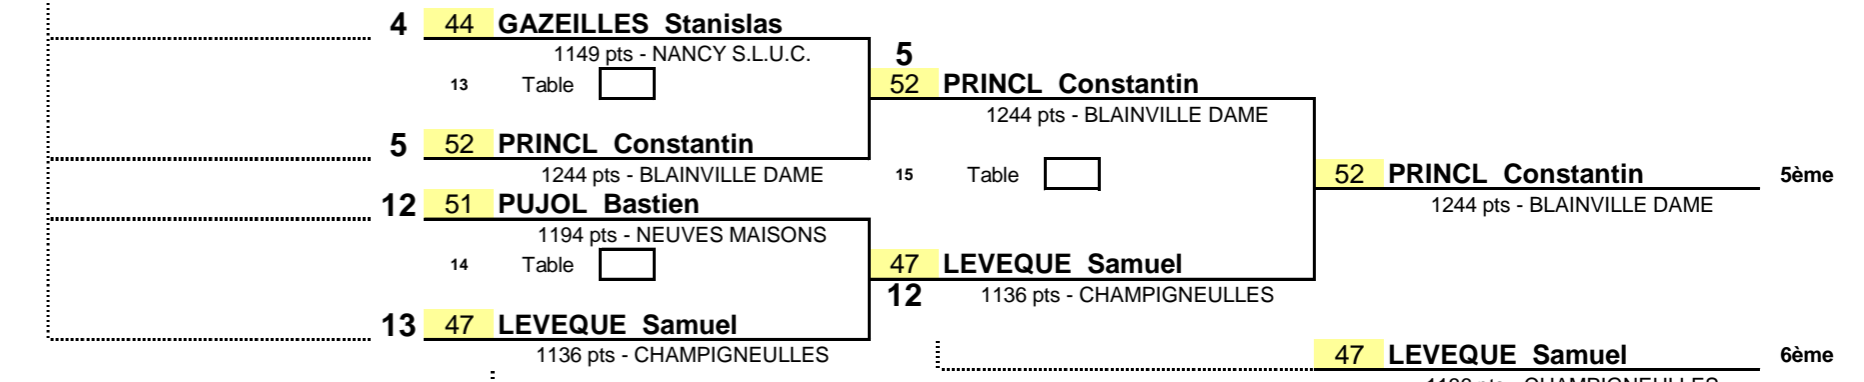 4 44 GAZEILLES Stanislas
1149 pts - NANCY S.L.U.C.
5
13 Table
52 PRINCL Constantin
1244 pts - BLAINVILLE DAME
5 52 PRINCL Constantin
1244 pts - BLAINVILLE DAME
15 Table
52 PRINCL Constantin 5ème
1244 pts - BLAINVILLE DAME
12 51 PUJOL Bastien
1194 pts - NEUVES MAISONS
14 Table
47 LEVEQUE Samuel
12
1136 pts - CHAMPIGNEULLES
13 47 LEVEQUE Samuel
1136 pts - CHAMPIGNEULLES
47 LEVEQUE Samuel 6ème
1136 pts - CHAMPIGNEULLES